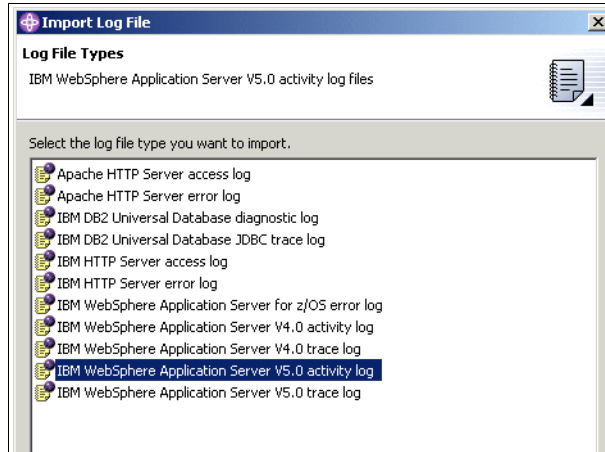 Import Log File
Log File Types
IBM WebSphere Application Server V5.0 activity log files
Select the log file type you want to import.
Apache HTTP Server access log
Apache HTTP Server error log
IBM DB2 Universal Database diagnostic log
IBM DB2 Universal Database JDBC trace log
IBM HTTP Server access log
IBM HTTP Server error log
IBM WebSphere Application Server for z/OS error log
IBM WebSphere Application Server V4.0 activity log
IBM WebSphere Application Server V4.0 trace log
IBM WebSphere Application Server V5.0 activity log
IBM WebSphere Application Server V5.0 trace log